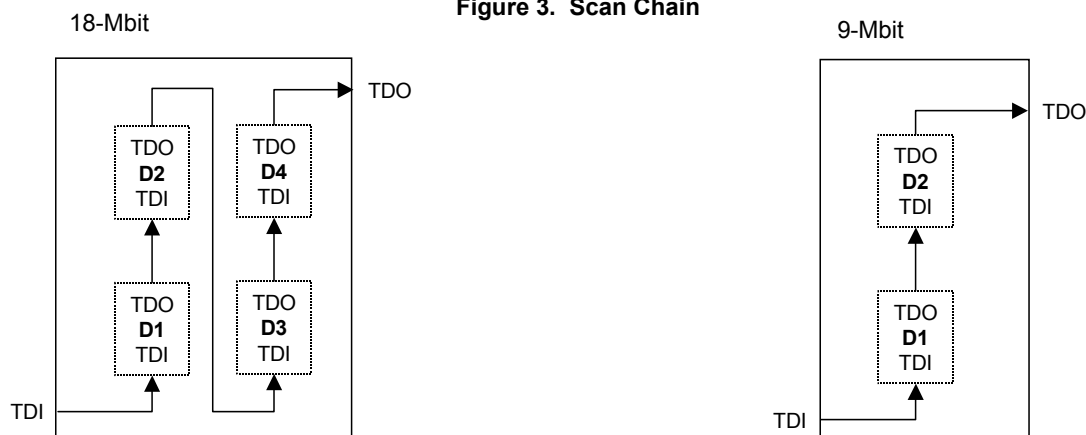 Figure 3. Scan Chain
18-Mbit
TDO
TDO
D2
TDI
TDO
D4
TDI
TDO
D1
TDI
TDO
D3
TDI
TDI
9-Mbit
TDO
TDO
D2
TDI
TDO
D1
TDI
TDI